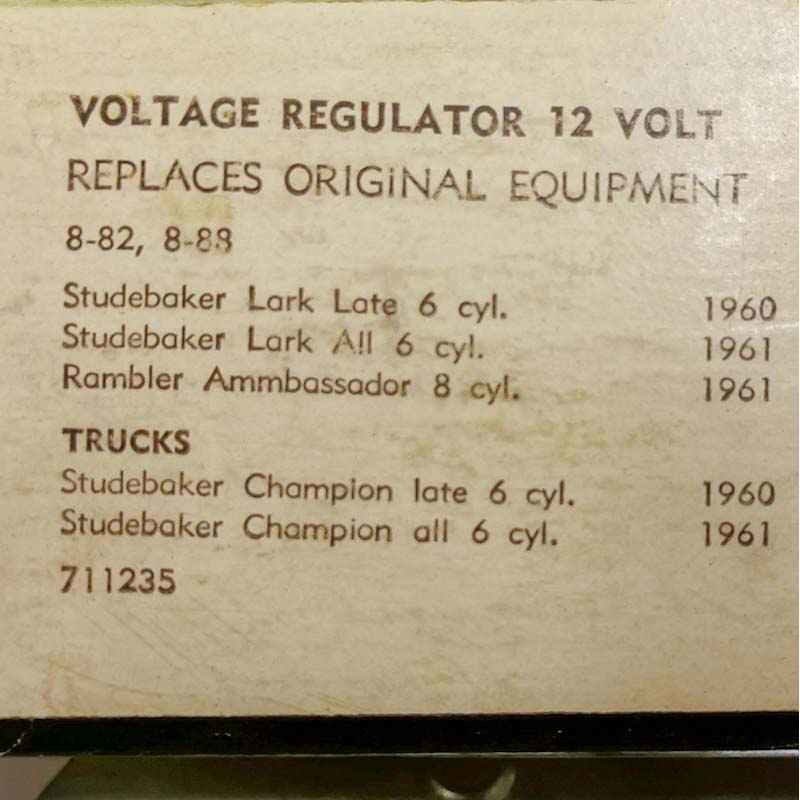 VOLTAGE REGULATOR 12 VOLT
REPLACES ORIGiNAL EQUIPMENT
8-82, 8-88
Studebaker Lark Late 6 cyl. 1960
Studebaker Lark All 6 cyl. 1961
Rambler Ammbassador 8 cyl. 1961
TRUCKS
Studebaker Champion late 6 cyl. 1960
Studebaker Champion all 6 cyl. 1961
711235